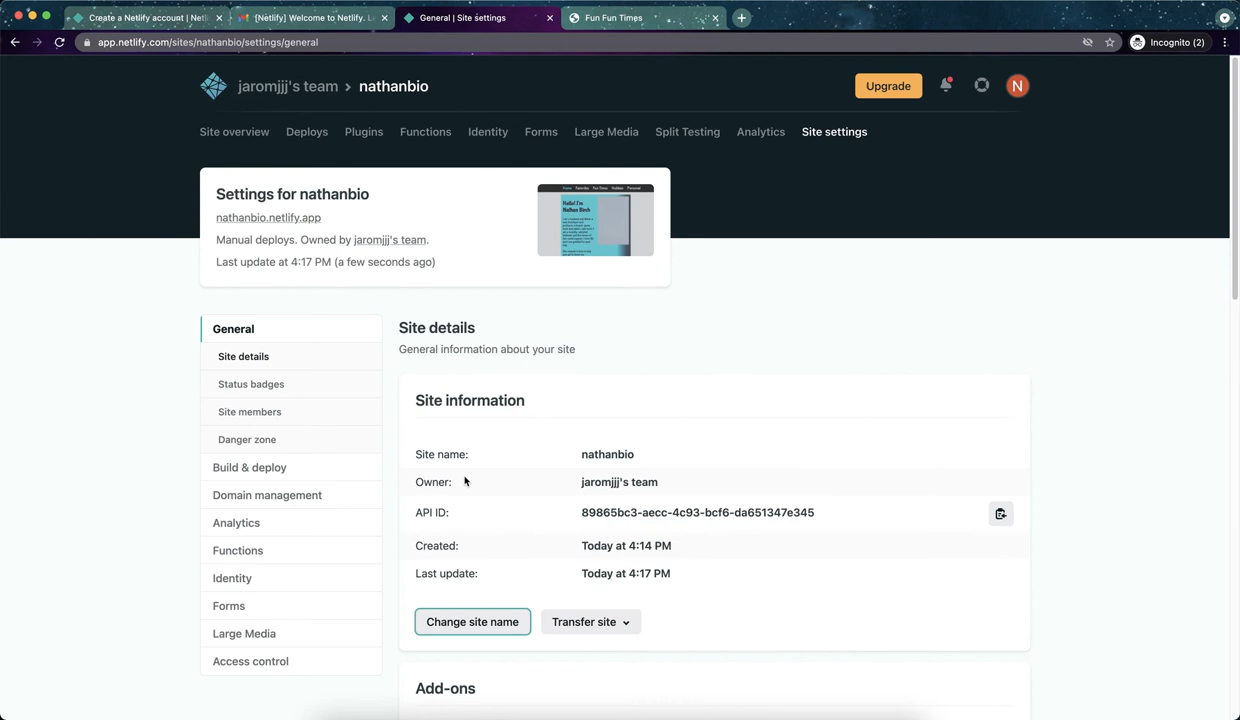 Create a Netlify account | Netl
[Netlify] Welcome to Netlify. L
General | Site settings
Fun Fun Times
app.netlify.com/sites/nathanbio/settings/general
Incognito (2)
jaromjjj's team > nathanbio
Upgrade
N
Site overview
Deploys
Plugins
Functions
Identity
Forms
Large Media
Split Testing
Analytics
Site settings
Settings for nathanbio
nathanbio.netlify.app
Manual deploys. Owned by jaromjjj's team.
Last update at 4:17 PM (a few seconds ago)
Hello! I'm
Nathan Birch
General
Site details
Status badges
Site members
Danger zone
Build & deploy
Domain management
Analytics
Functions
Identity
Forms
Large Media
Access control
Site details
General information about your site
Site information
Site name: nathanbio
Owner: jaromjjj's team
API ID: 89865bc3-aecc-4c93-bcf6-da651347e345
Created: Today at 4:14 PM
Last update: Today at 4:17 PM
Change site name
Transfer site
Add-ons